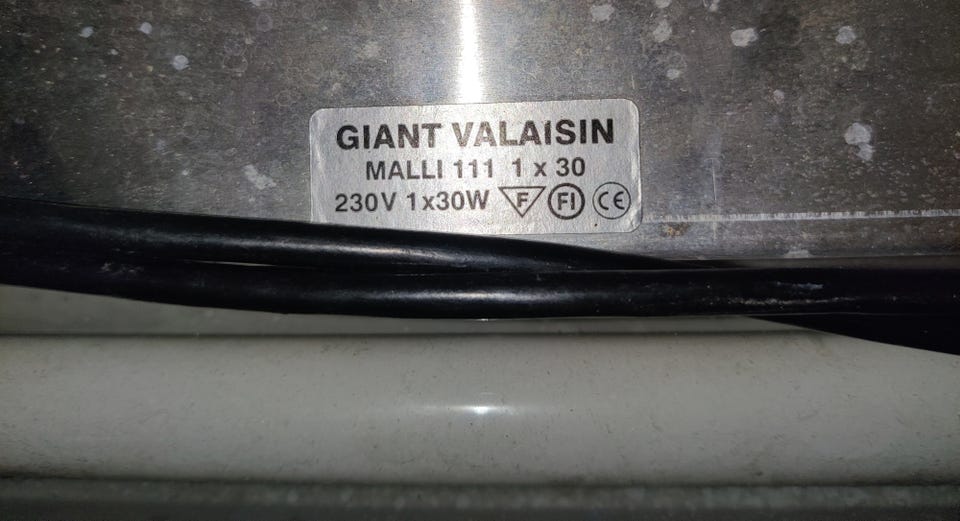 GIANT VALAISIN
MALLI 111 1 x 30
230V 1x30W F FI CE